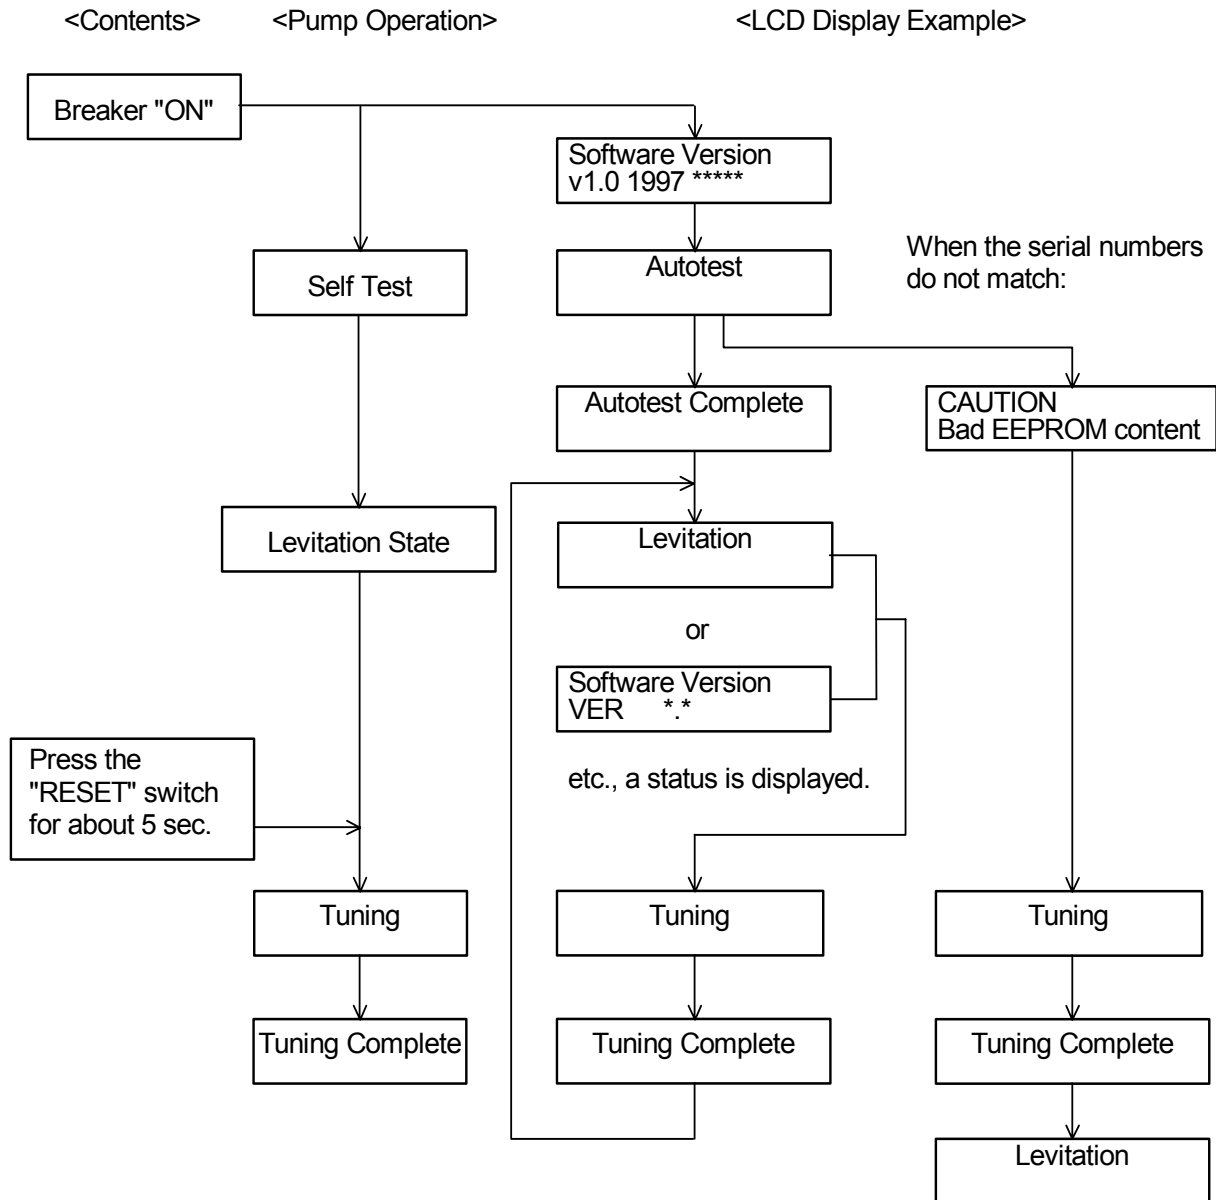 <Contents>
<Pump Operation>
<LCD Display Example>
Breaker "ON"
Software Version
v1.0 1997 *****
When the serial numbers
do not match:
Self Test
Autotest
Autotest Complete
CAUTION
Bad EEPROM content
Levitation State
Levitation
or
Software Version
VER *.*
etc., a status is displayed.
Press the
"RESET" switch
for about 5 sec.
Tuning
Tuning
Tuning
Tuning Complete
Tuning Complete
Tuning Complete
Levitation